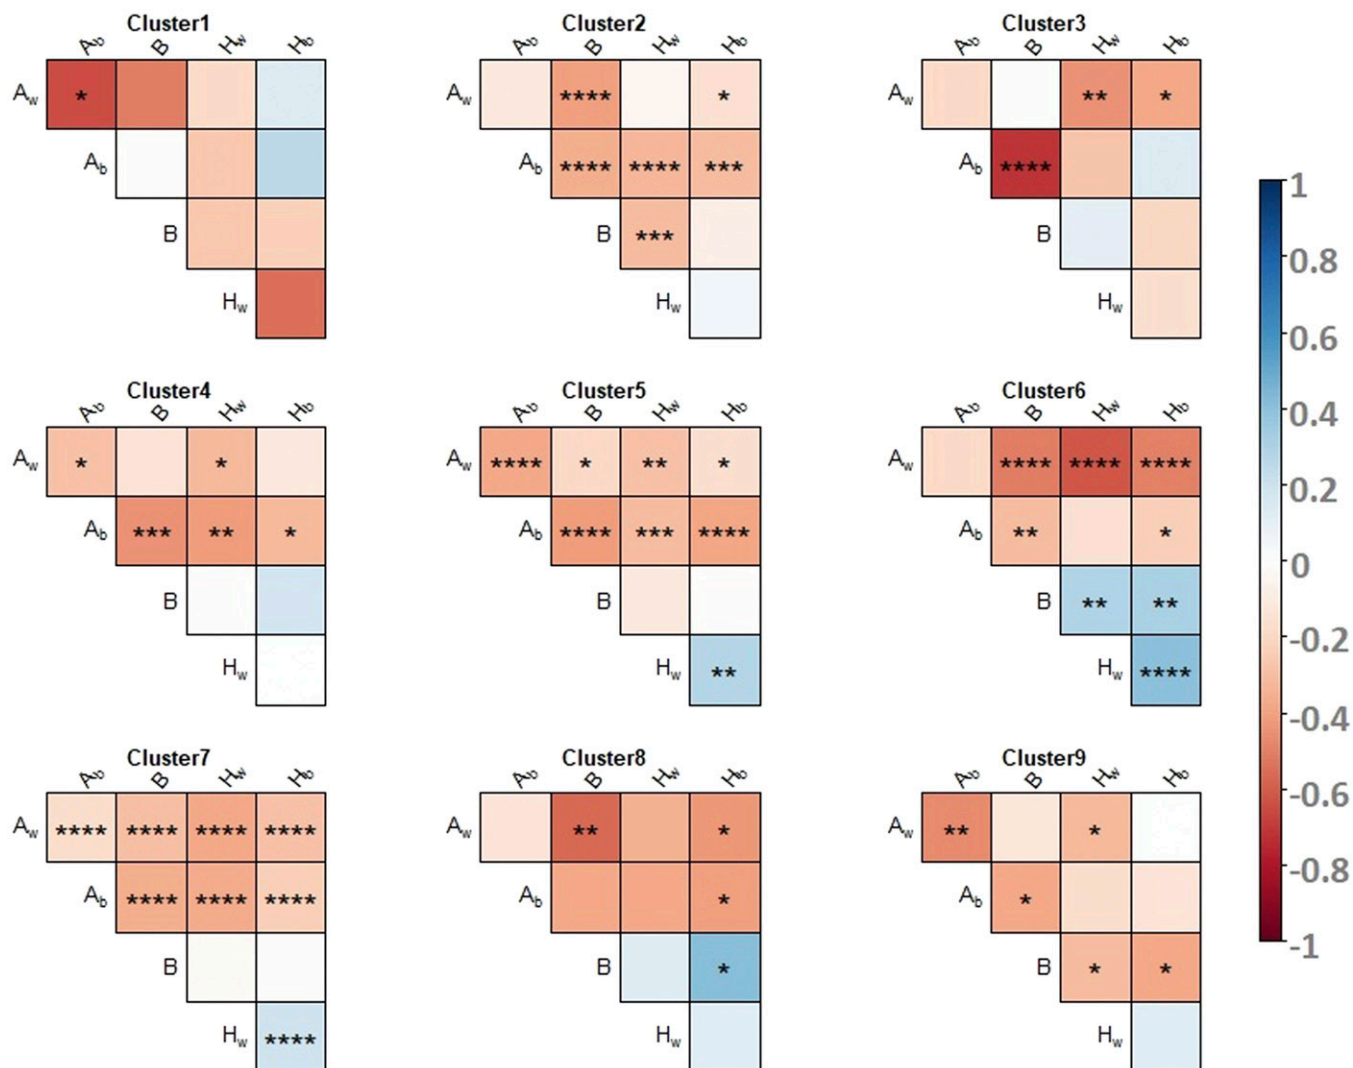 Cluster1 Cluster2 Cluster3
Ab B Hw Hb Ab B Hw Hb Ab B Hw Hb
Aw * Aw **** * Aw ** *
Ab Ab **** **** *** Ab ****
1
B B *** B
0.8
Hw Hw Hw
0.6
Cluster4 Cluster5 Cluster6
Ab B Hw Hb Ab B Hw Hb Ab B Hw Hb
0.4
Aw * * Aw **** * ** * Aw **** **** ****
0.2
Ab *** ** * Ab **** *** **** Ab ** *
0
B B B ** **
-0.2
Hw Hw ** Hw ****
-0.4
Cluster7 Cluster8 Cluster9
Ab B Hw Hb Ab B Hw Hb Ab B Hw Hb
-0.6
Aw **** **** **** **** Aw ** * Aw ** *
-0.8
Ab **** **** **** Ab * Ab *
-1
B B * B * *
Hw **** Hw Hw